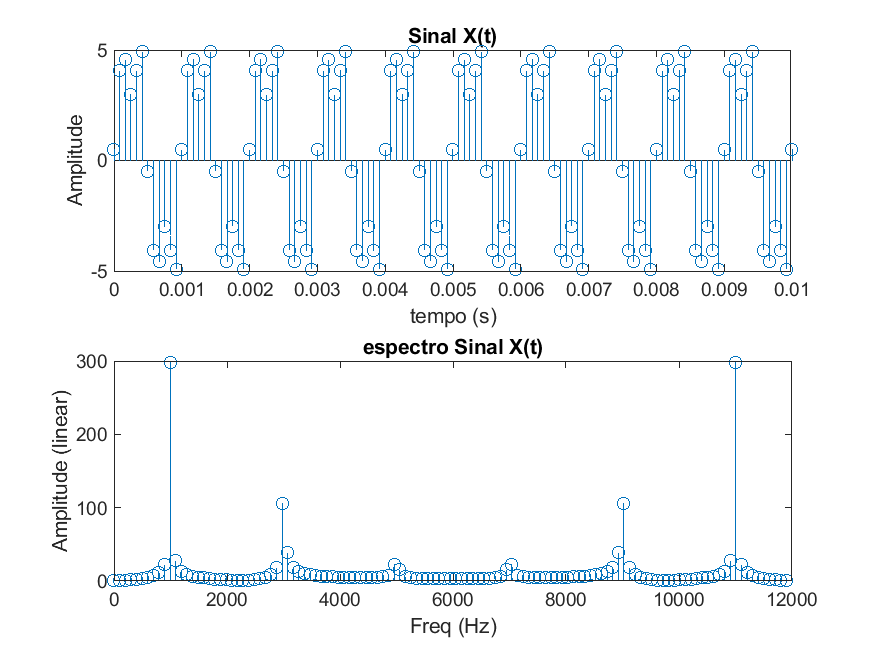 Sinal X(t)
Amplitude
5
0
-5
0 0.001 0.002 0.003 0.004 0.005 0.006 0.007 0.008 0.009 0.01
tempo (s)
espectro Sinal X(t)
Amplitude (linear)
300
200
100
0
0 2000 4000 6000 8000 10000 12000
Freq (Hz)